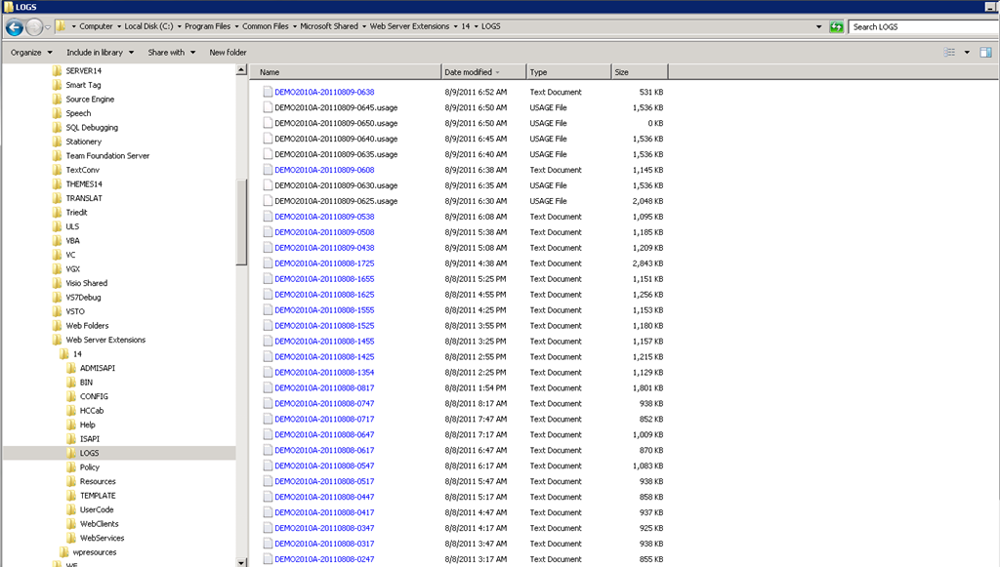 LOGS
Computer Local Disk (C:) Program Files Common Files Microsoft Shared Web Server Extensions 14 LOGS Search LOGS
Organize Include in library Share with New folder
SERVER14
Smart Tag
Source Engine
Speech
SQL Debugging
Stationery
Team Foundation Server
TextConv
THEMES14
TRANSLAT
Triedit
ULS
VBA
VC
VGX
Visio Shared
VS7Debug
VSTO
Web Folders
Web Server Extensions
14
ADMISAPI
BIN
CONFIG
HCCab
Help
ISAPI
LOGS
Policy
Resources
TEMPLATE
UserCode
WebClients
WebServices
wpresources
WF
Name Date modified Type Size
DEMO2010A-20110809-0638 8/9/2011 6:52 AM Text Document 531 KB
DEMO2010A-20110809-0645.usage 8/9/2011 6:50 AM USAGE File 1,536 KB
DEMO2010A-20110809-0650.usage 8/9/2011 6:50 AM USAGE File 0 KB
DEMO2010A-20110809-0640.usage 8/9/2011 6:45 AM USAGE File 1,536 KB
DEMO2010A-20110809-0635.usage 8/9/2011 6:40 AM USAGE File 1,536 KB
DEMO2010A-20110809-0608 8/9/2011 6:38 AM Text Document 1,145 KB
DEMO2010A-20110809-0630.usage 8/9/2011 6:35 AM USAGE File 1,536 KB
DEMO2010A-20110809-0625.usage 8/9/2011 6:30 AM USAGE File 2,048 KB
DEMO2010A-20110809-0538 8/9/2011 6:08 AM Text Document 1,095 KB
DEMO2010A-20110809-0508 8/9/2011 5:38 AM Text Document 1,185 KB
DEMO2010A-20110809-0438 8/9/2011 5:08 AM Text Document 1,209 KB
DEMO2010A-20110808-1725 8/9/2011 4:38 AM Text Document 2,843 KB
DEMO2010A-20110808-1655 8/8/2011 5:25 PM Text Document 1,151 KB
DEMO2010A-20110808-1625 8/8/2011 4:55 PM Text Document 1,256 KB
DEMO2010A-20110808-1555 8/8/2011 4:25 PM Text Document 1,153 KB
DEMO2010A-20110808-1525 8/8/2011 3:55 PM Text Document 1,180 KB
DEMO2010A-20110808-1455 8/8/2011 3:25 PM Text Document 1,157 KB
DEMO2010A-20110808-1425 8/8/2011 2:55 PM Text Document 1,215 KB
DEMO2010A-20110808-1354 8/8/2011 2:25 PM Text Document 1,129 KB
DEMO2010A-20110808-0817 8/8/2011 1:54 PM Text Document 1,801 KB
DEMO2010A-20110808-0747 8/8/2011 8:17 AM Text Document 938 KB
DEMO2010A-20110808-0717 8/8/2011 7:47 AM Text Document 852 KB
DEMO2010A-20110808-0647 8/8/2011 7:17 AM Text Document 1,009 KB
DEMO2010A-20110808-0617 8/8/2011 6:47 AM Text Document 870 KB
DEMO2010A-20110808-0547 8/8/2011 6:17 AM Text Document 1,083 KB
DEMO2010A-20110808-0517 8/8/2011 5:47 AM Text Document 938 KB
DEMO2010A-20110808-0447 8/8/2011 5:17 AM Text Document 858 KB
DEMO2010A-20110808-0417 8/8/2011 4:47 AM Text Document 937 KB
DEMO2010A-20110808-0347 8/8/2011 4:17 AM Text Document 925 KB
DEMO2010A-20110808-0317 8/8/2011 3:47 AM Text Document 938 KB
DEMO2010A-20110808-0247 8/8/2011 3:17 AM Text Document 855 KB